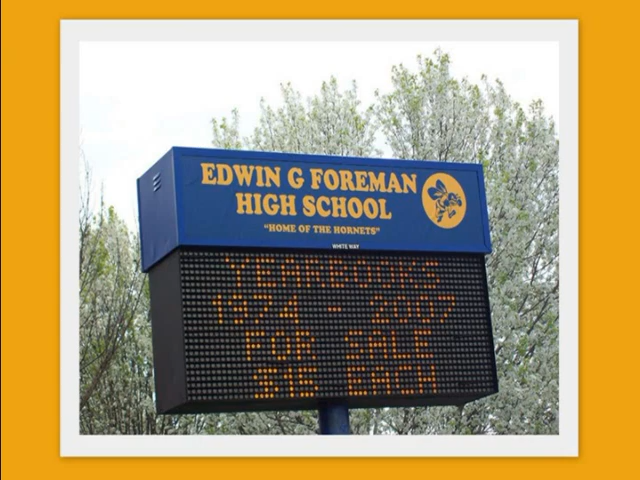 EDWIN G FOREMAN
HIGH SCHOOL
"HOME OF THE HORNETS"
WHITE WAY
YEARBOOKS
1974 - 2007
FOR SALE
$15 EACH